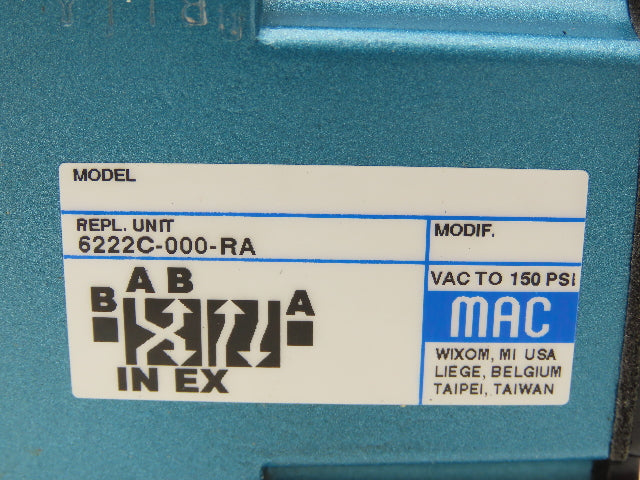 MODEL
REPL. UNIT
6222C-000-RA
MODIF.
A B
B
A
IN EX
VAC TO 150 PSI
MAC
WIXOM, MI USA
LIEGE, BELGIUM
TAIPEI, TAIWAN